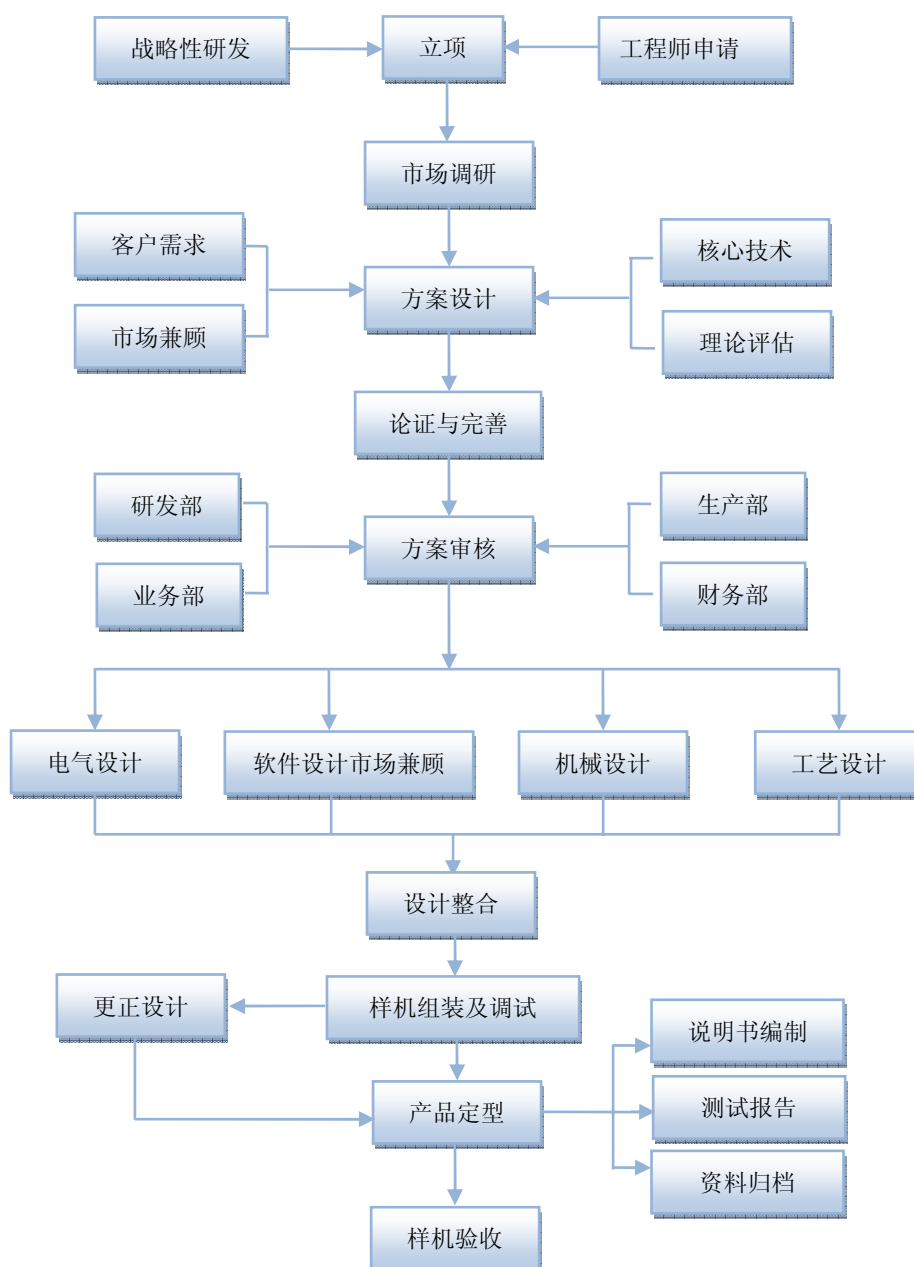 战略性研发
立项
工程师申请
市场调研
客户需求
核心技术
方案设计
市场兼顾
理论评估
论证与完善
研发部
生产部
方案审核
业务部
财务部
电气设计
软件设计市场兼顾
机械设计
工艺设计
设计整合
更正设计
样机组装及调试
说明书编制
产品定型
测试报告
资料归档
样机验收